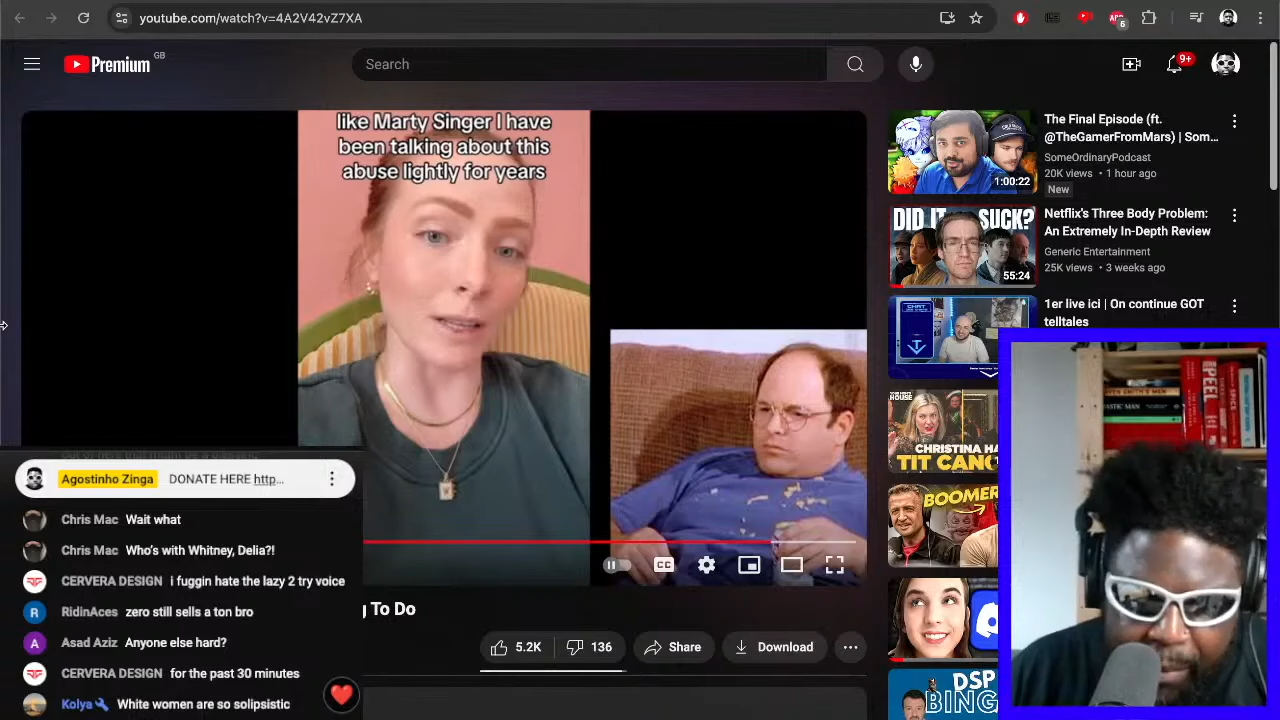 youtube.com/watch?v=4A2V42vZ7XA
6
Premium
GB
Search
9+
like Marty Singer I have
been talking about this
abuse lightly for years
The Final Episode (ft.
@TheGamerFromMars) | Som...
SomeOrdinaryPodcast
20K views • 1 hour ago
New
1:00:22
DID IT SUCK?
Netflix's Three Body Problem:
An Extremely In-Depth Review
Generic Entertainment
25K views • 3 weeks ago
55:24
CHAT
1er live ici | On continue GOT
telltales
CHRISTINA HA
TIT CANC
BOOMER
DSP
BING
SPEL
Agostinho Zinga DONATE HERE http...
Chris Mac Wait what
Chris Mac Who's with Whitney, Delia?!
CERVERA DESIGN i fuggin hate the lazy 2 try voice
R
RidinAces zero still sells a ton bro
A
Asad Aziz Anyone else hard?
CERVERA DESIGN for the past 30 minutes
Kolya White women are so solipsistic
CC
To Do
5.2K
136
Share
Download